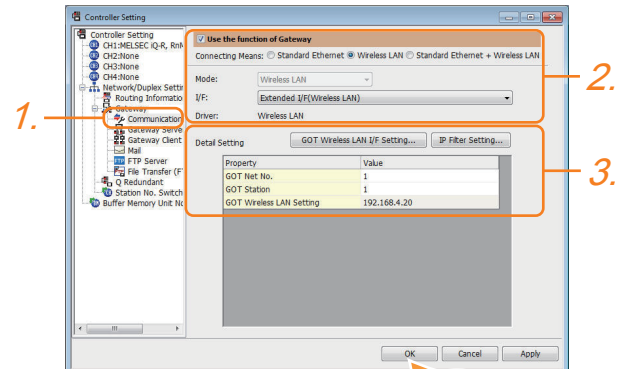 Controller Setting
Controller Setting
CH1:MELSEC iQ-R, RnM
CH2:None
CH3:None
CH4:None
Network/Duplex Settin
Routing Informatio
Gateway
Communication
Gateway Serve
Gateway Client
Mail
FTP Server
File Transfer (F
Q Redundant
Station No. Switch
Buffer Memory Unit No
1.
Use the function of Gateway
Connecting Means: Standard Ethernet Wireless LAN Standard Ethernet + Wireless LAN
Mode: Wireless LAN
I/F: Extended I/F(Wireless LAN)
Driver: Wireless LAN
2.
Detail Setting GOT Wireless LAN I/F Setting... IP Filter Setting...
Property Value
GOT Net No. 1
GOT Station 1
GOT Wireless LAN Setting 192.168.4.20
3.
OK Cancel Apply